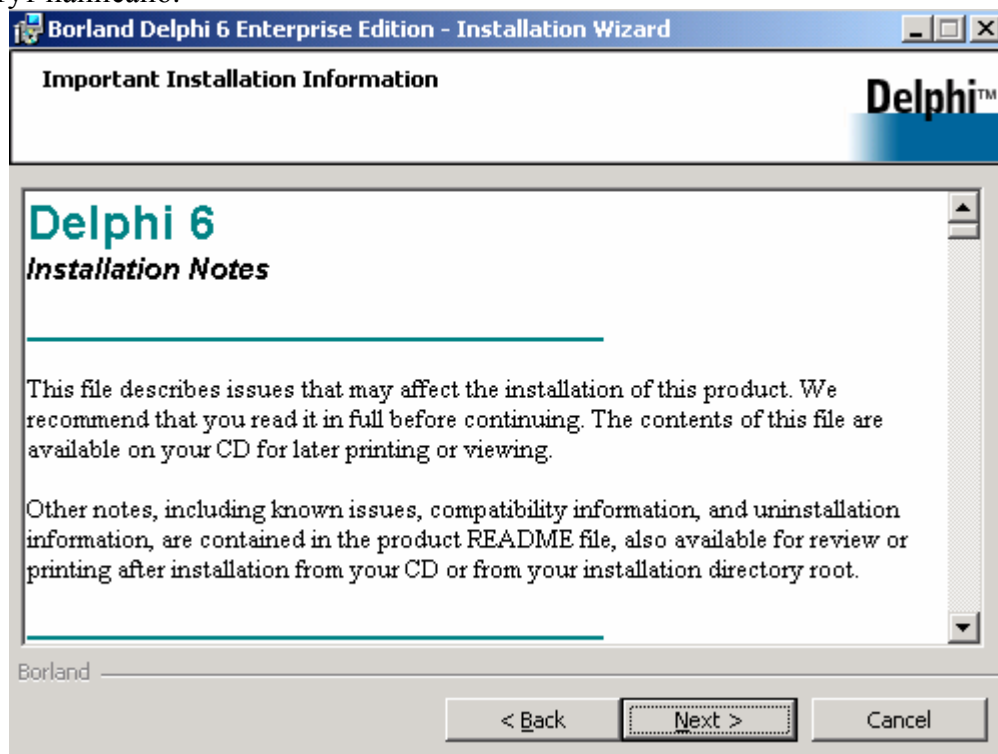 Borland Delphi 6 Enterprise Edition - Installation Wizard
Important Installation Information
Delphi™
Delphi 6
Installation Notes
This file describes issues that may affect the installation of this product. We
recommend that you read it in full before continuing. The contents of this file are
available on your CD for later printing or viewing.
Other notes, including known issues, compatibility information, and uninstallation
information, are contained in the product README file, also available for review or
printing after installation from your CD or from your installation directory root.
Borland
< Back
Next >
Cancel